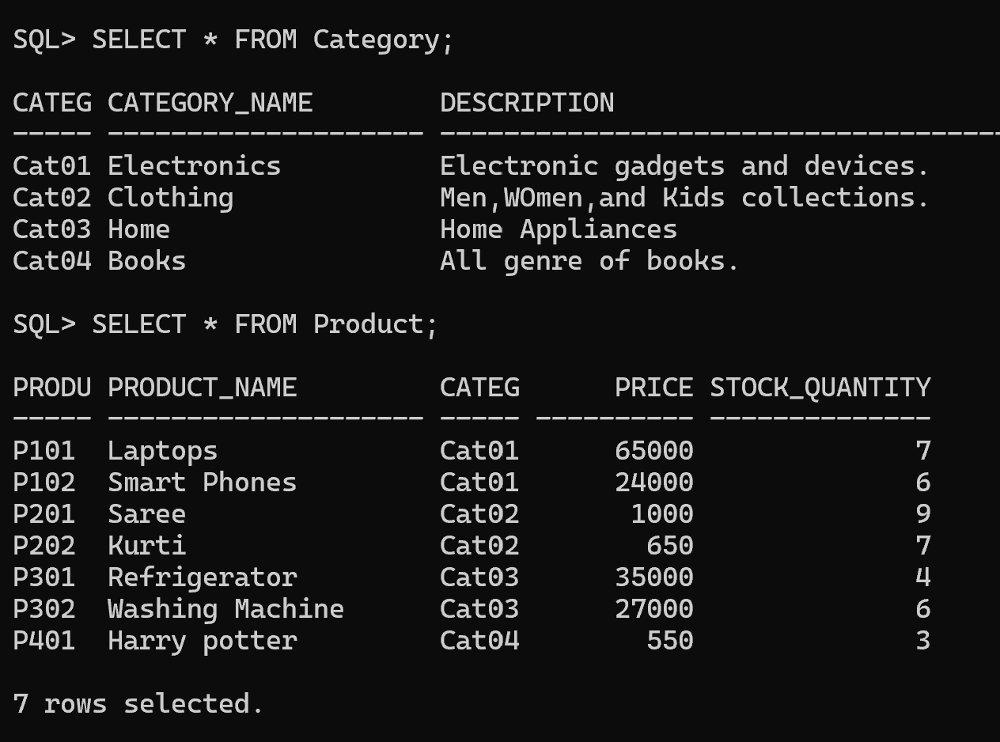 SQL> SELECT * FROM Category;
CATEG CATEGORY_NAME        DESCRIPTION
----- -------------------- ------------------------------------
Cat01 Electronics          Electronic gadgets and devices.
Cat02 Clothing             Men,WOmen,and Kids collections.
Cat03 Home                 Home Appliances
Cat04 Books                All genre of books.
SQL> SELECT * FROM Product;
PRODU PRODUCT_NAME         CATEG      PRICE STOCK_QUANTITY
----- -------------------- ----- ---------- --------------
P101  Laptops              Cat01      65000              7
P102  Smart Phones         Cat01      24000              6
P201  Saree                Cat02       1000              9
P202  Kurti                Cat02        650              7
P301  Refrigerator         Cat03      35000              4
P302  Washing Machine      Cat03      27000              6
P401  Harry potter         Cat04        550              3
7 rows selected.